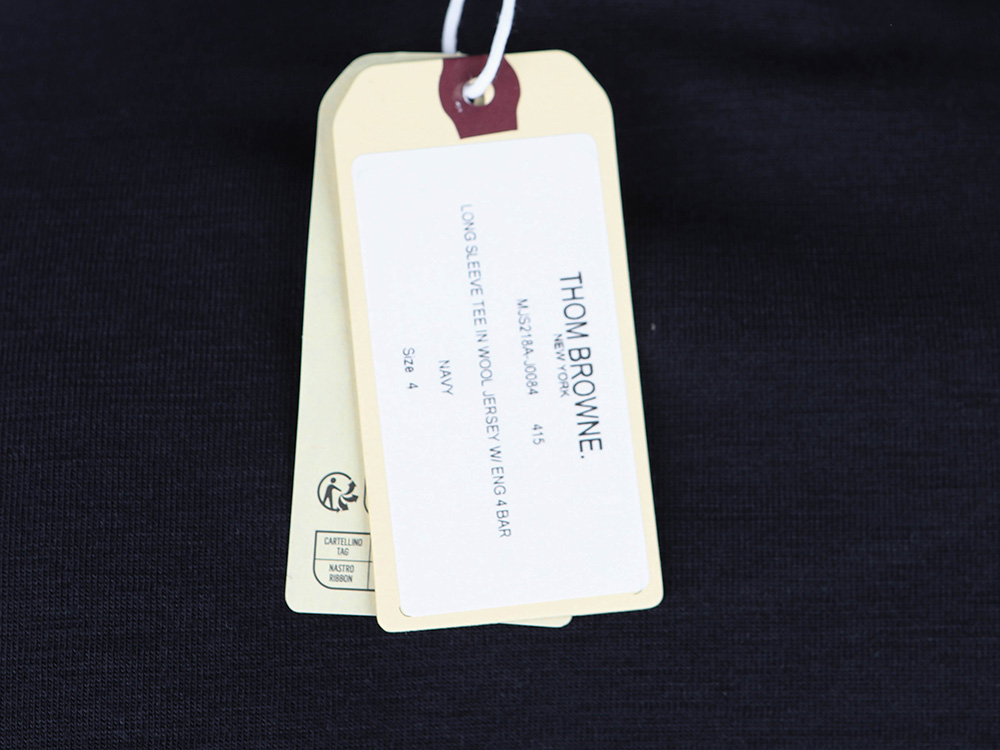 THOM BROWNE.
NEW YORK
MJS218A-J0084 415
LONG SLEEVE TEE IN WOOL JERSEY W/ ENG 4 BAR
NAVY
Size 4
CARTELLINO
TAG
NASTRO
RIBBON